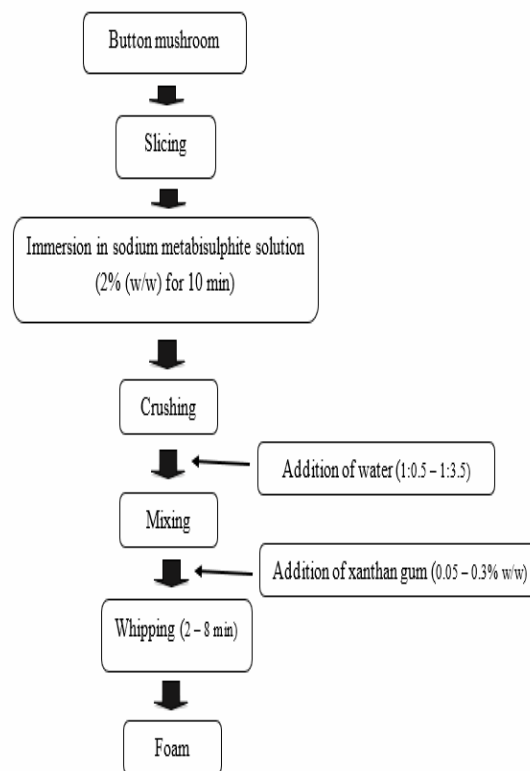 Button mushroom
Slicing
Immersion in sodium metabisulphite solution
(2% (w/w) for 10 min)
Crushing
Addition of water (1:0.5 – 1:3.5)
Mixing
Addition of xanthan gum (0.05 – 0.3% w/w)
Whipping (2 – 8 min)
Foam